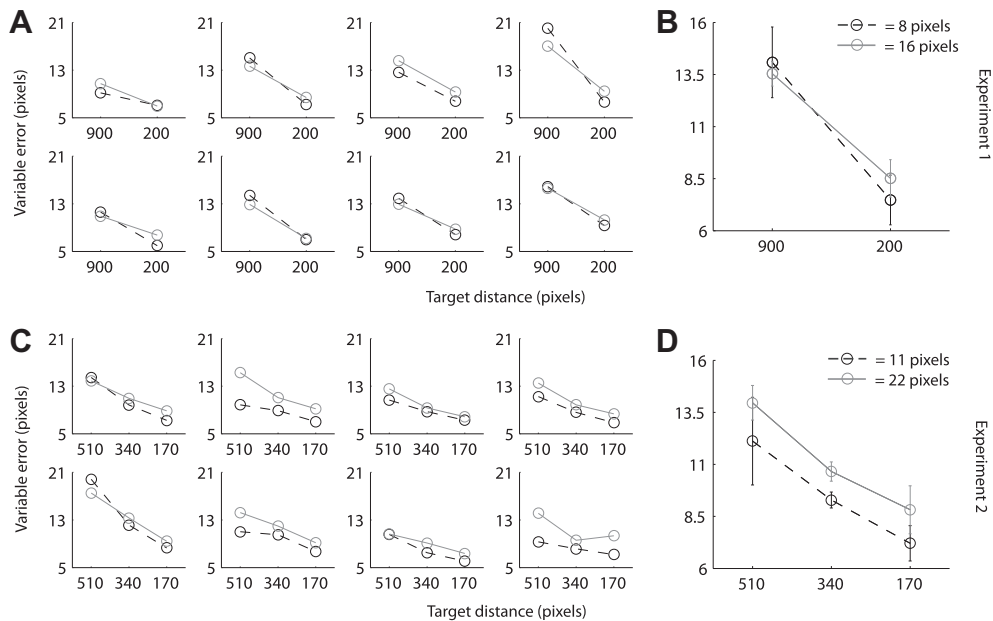 A
21
13
5
900 200
21
13
5
900 200
21
13
5
900 200
21
13
5
900 200
21
13
5
900 200
21
13
5
900 200
21
13
5
900 200
21
13
5
900 200
Variable error (pixels)
Target distance (pixels)
B
16
13.5
11
8.5
6
900 200
= 8 pixels
= 16 pixels
Experiment 1
C
21
13
5
510 340 170
21
13
5
510 340 170
21
13
5
510 340 170
21
13
5
510 340 170
21
13
5
510 340 170
21
13
5
510 340 170
21
13
5
510 340 170
21
13
5
510 340 170
Variable error (pixels)
Target distance (pixels)
D
16
13.5
11
8.5
6
510 340 170
= 11 pixels
= 22 pixels
Experiment 2